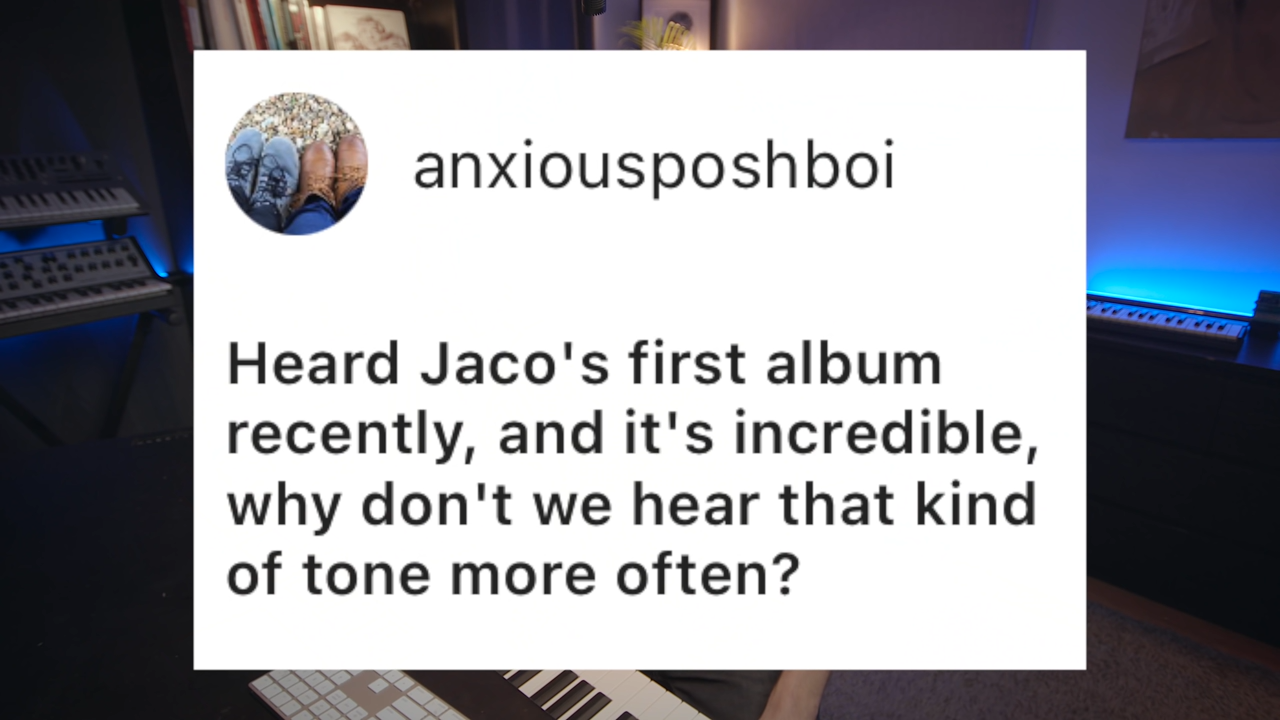 anxiousposhboi
Heard Jaco's first album
recently, and it's incredible,
why don't we hear that kind
of tone more often?